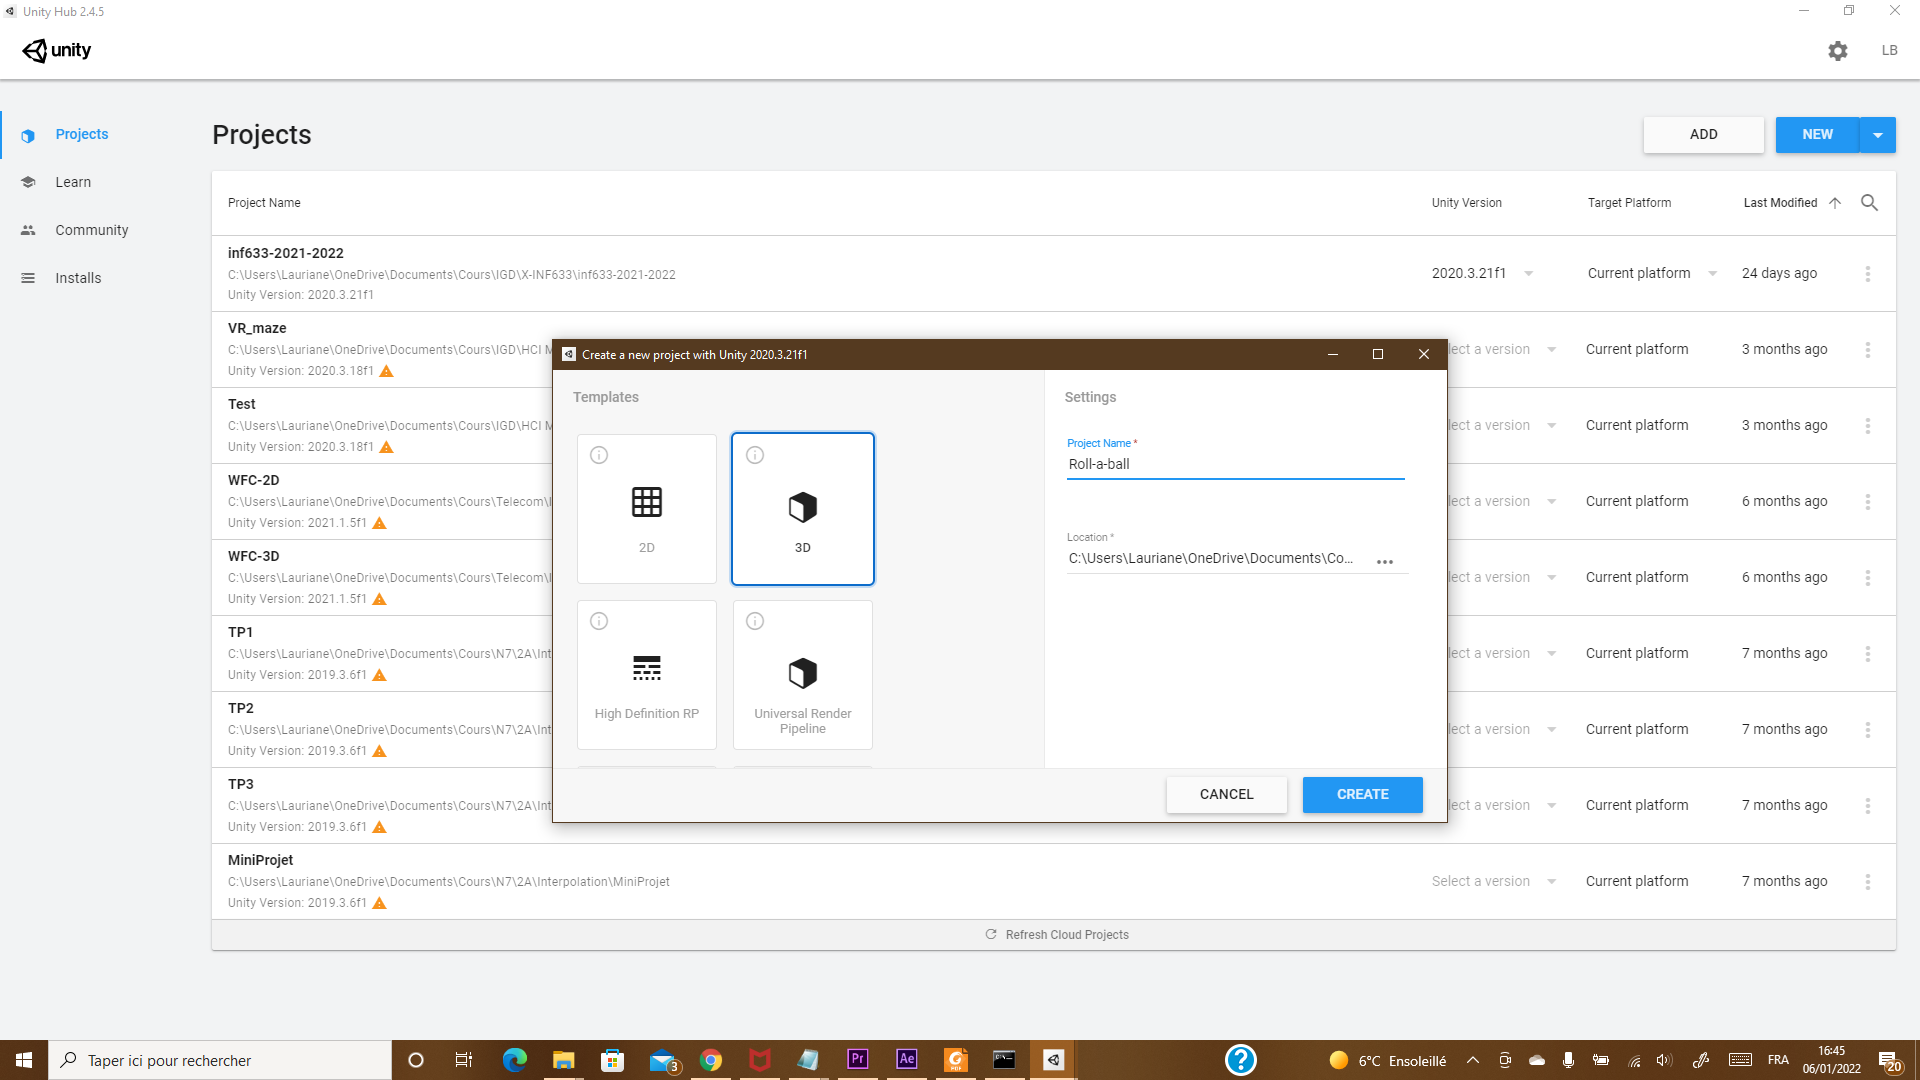 Unity Hub 2.4.5
unity
LB
Projects
Learn
Community
Installs
Projects
ADD
NEW
Project Name
Unity Version
Target Platform
Last Modified
inf633-2021-2022
C:\Users\Lauriane\OneDrive\Documents\Cours\IGD\X-INF633\inf633-2021-2022
Unity Version: 2020.3.21f1
2020.3.21f1
Current platform
24 days ago
VR_maze
C:\Users\Lauriane\OneDrive\Documents\Cours\IGD\HCI M
Unity Version: 2020.3.18f1
lect a version
Current platform
3 months ago
Test
C:\Users\Lauriane\OneDrive\Documents\Cours\IGD\HCI M
Unity Version: 2020.3.18f1
lect a version
Current platform
3 months ago
WFC-2D
C:\Users\Lauriane\OneDrive\Documents\Cours\Telecom\I
Unity Version: 2021.1.5f1
lect a version
Current platform
6 months ago
WFC-3D
C:\Users\Lauriane\OneDrive\Documents\Cours\Telecom\I
Unity Version: 2021.1.5f1
lect a version
Current platform
6 months ago
TP1
C:\Users\Lauriane\OneDrive\Documents\Cours\N7\2A\Int
Unity Version: 2019.3.6f1
lect a version
Current platform
7 months ago
TP2
C:\Users\Lauriane\OneDrive\Documents\Cours\N7\2A\Int
Unity Version: 2019.3.6f1
lect a version
Current platform
7 months ago
TP3
C:\Users\Lauriane\OneDrive\Documents\Cours\N7\2A\Int
Unity Version: 2019.3.6f1
lect a version
Current platform
7 months ago
MiniProjet
C:\Users\Lauriane\OneDrive\Documents\Cours\N7\2A\Interpolation\MiniProjet
Unity Version: 2019.3.6f1
Select a version
Current platform
7 months ago
Refresh Cloud Projects
Create a new project with Unity 2020.3.21f1
Templates
2D
3D
High Definition RP
Universal Render
Pipeline
Settings
Project Name *
Roll-a-ball
Location *
C:\Users\Lauriane\OneDrive\Documents\Co...
CANCEL
CREATE
Taper ici pour rechercher
3
Pr
Ae
6°C Ensoleillé
FRA
16:45
06/01/2022
20